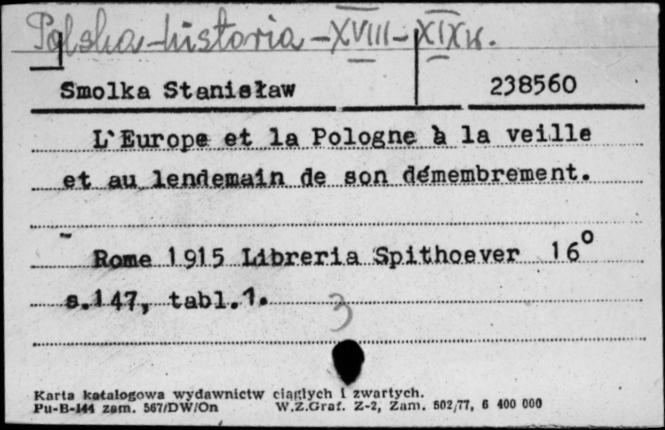 Polska-historia-XVIII-XIX w.
Smolka Stanisław 238560
L'Europe et la Pologne à la veille
et au lendemain de son démembrement.
Rome 1915 Libreria Spithoever 16°
s.147, tabl.1.
3
Karta katalogowa wydawnictw ciągłych i zwartych.
Pu-B-144 zam. 567/DW/On W.Z.Graf. Z-2, Zam. 502/77, 6 400 000